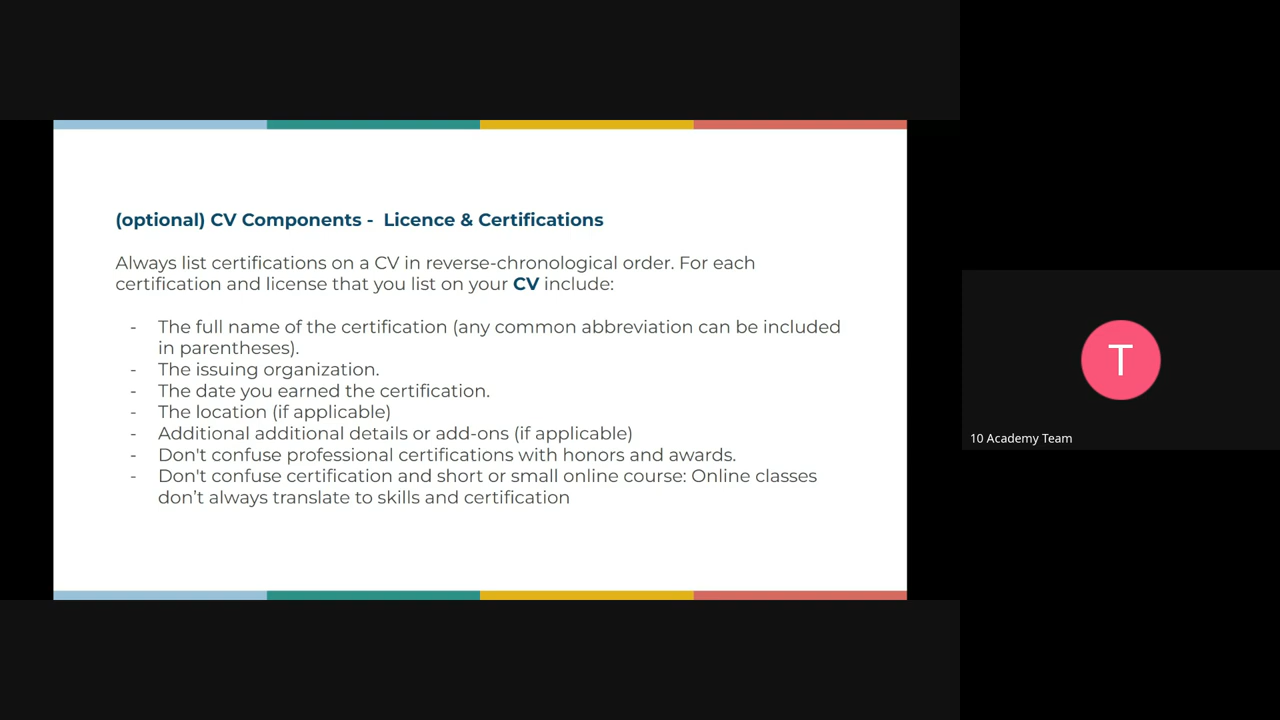 (optional) CV Components -  Licence & Certifications
Always list certifications on a CV in reverse-chronological order. For each
certification and license that you list on your CV include:
- The full name of the certification (any common abbreviation can be included
in parentheses).
- The issuing organization.
- The date you earned the certification.
- The location (if applicable)
- Additional additional details or add-ons (if applicable)
- Don't confuse professional certifications with honors and awards.
- Don't confuse certification and short or small online course: Online classes
don’t always translate to skills and certification
T
10 Academy Team